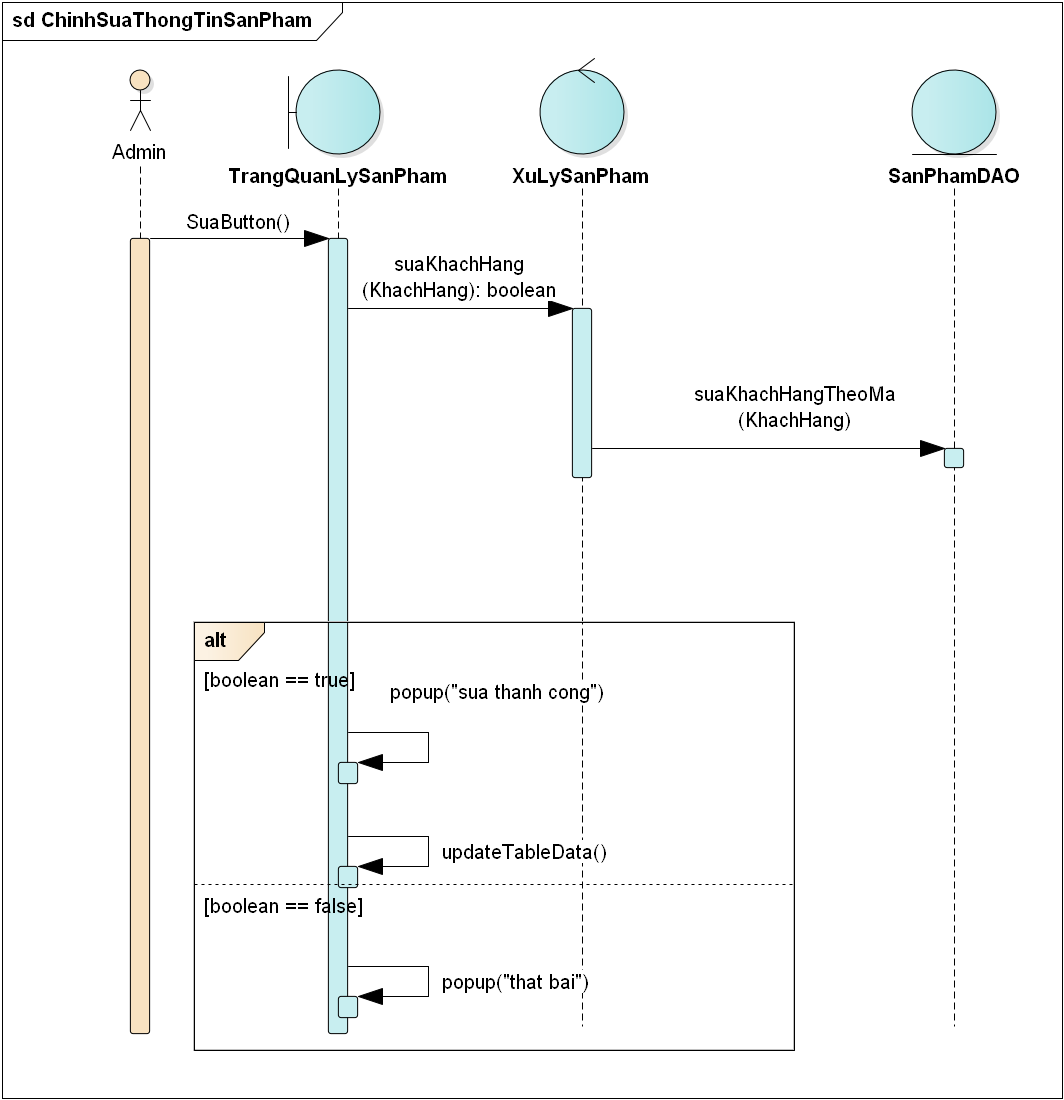 sd ChinhSuaThongTinSanPham
Admin
TrangQuanLySanPham
XuLySanPham
SanPhamDAO
SuaButton()
suaKhachHang
(KhachHang): boolean
suaKhachHangTheoMa
(KhachHang)
alt
[boolean == true]
popup("sua thanh cong")
updateTableData()
[boolean == false]
popup("that bai")